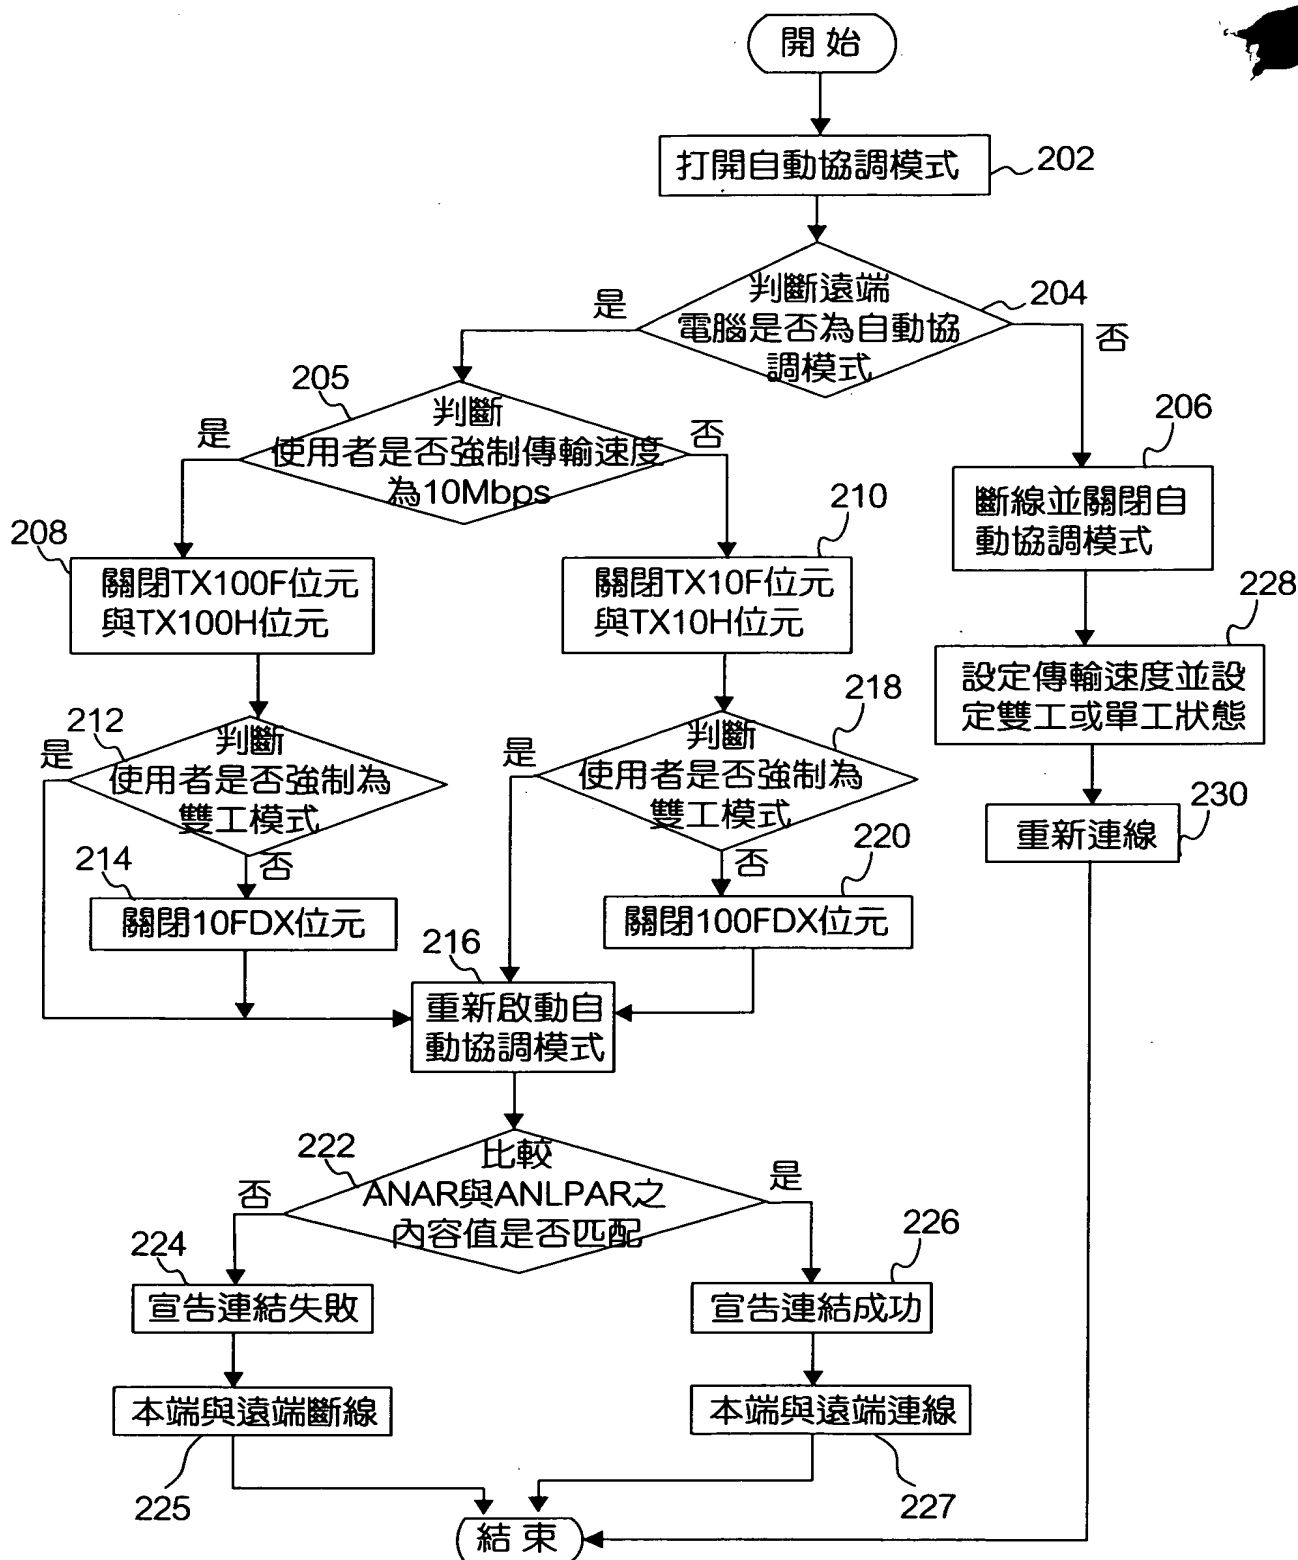 開始
打開自動協調模式
202
判斷遠端
電腦是否為自動協
調模式
204
是
否
205
判斷
使用者是否強制傳輸速度
為10Mbps
是
否
206
斷線並關閉自
動協調模式
208
關閉TX100F位元
與TX100H位元
210
關閉TX10F位元
與TX10H位元
228
設定傳輸速度並設
定雙工或單工狀態
212
判斷
使用者是否強制為
雙工模式
是
否
218
判斷
使用者是否強制為
雙工模式
是
否
230
重新連線
214
關閉10FDX位元
220
關閉100FDX位元
216
重新啟動自
動協調模式
222
比較
ANAR與ANLPAR之
內容值是否匹配
否
是
224
宣告連結失敗
226
宣告連結成功
本端與遠端斷線
225
本端與遠端連線
227
結束